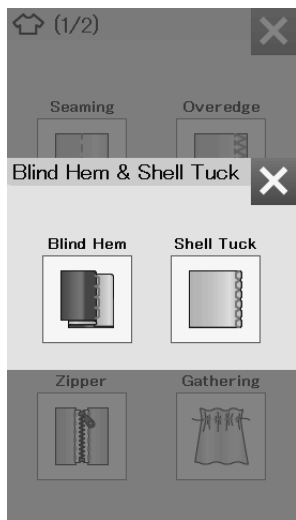 (1/2)
Seaming Overedge
Blind Hem & Shell Tuck
Blind Hem Shell Tuck
Zipper Gathering